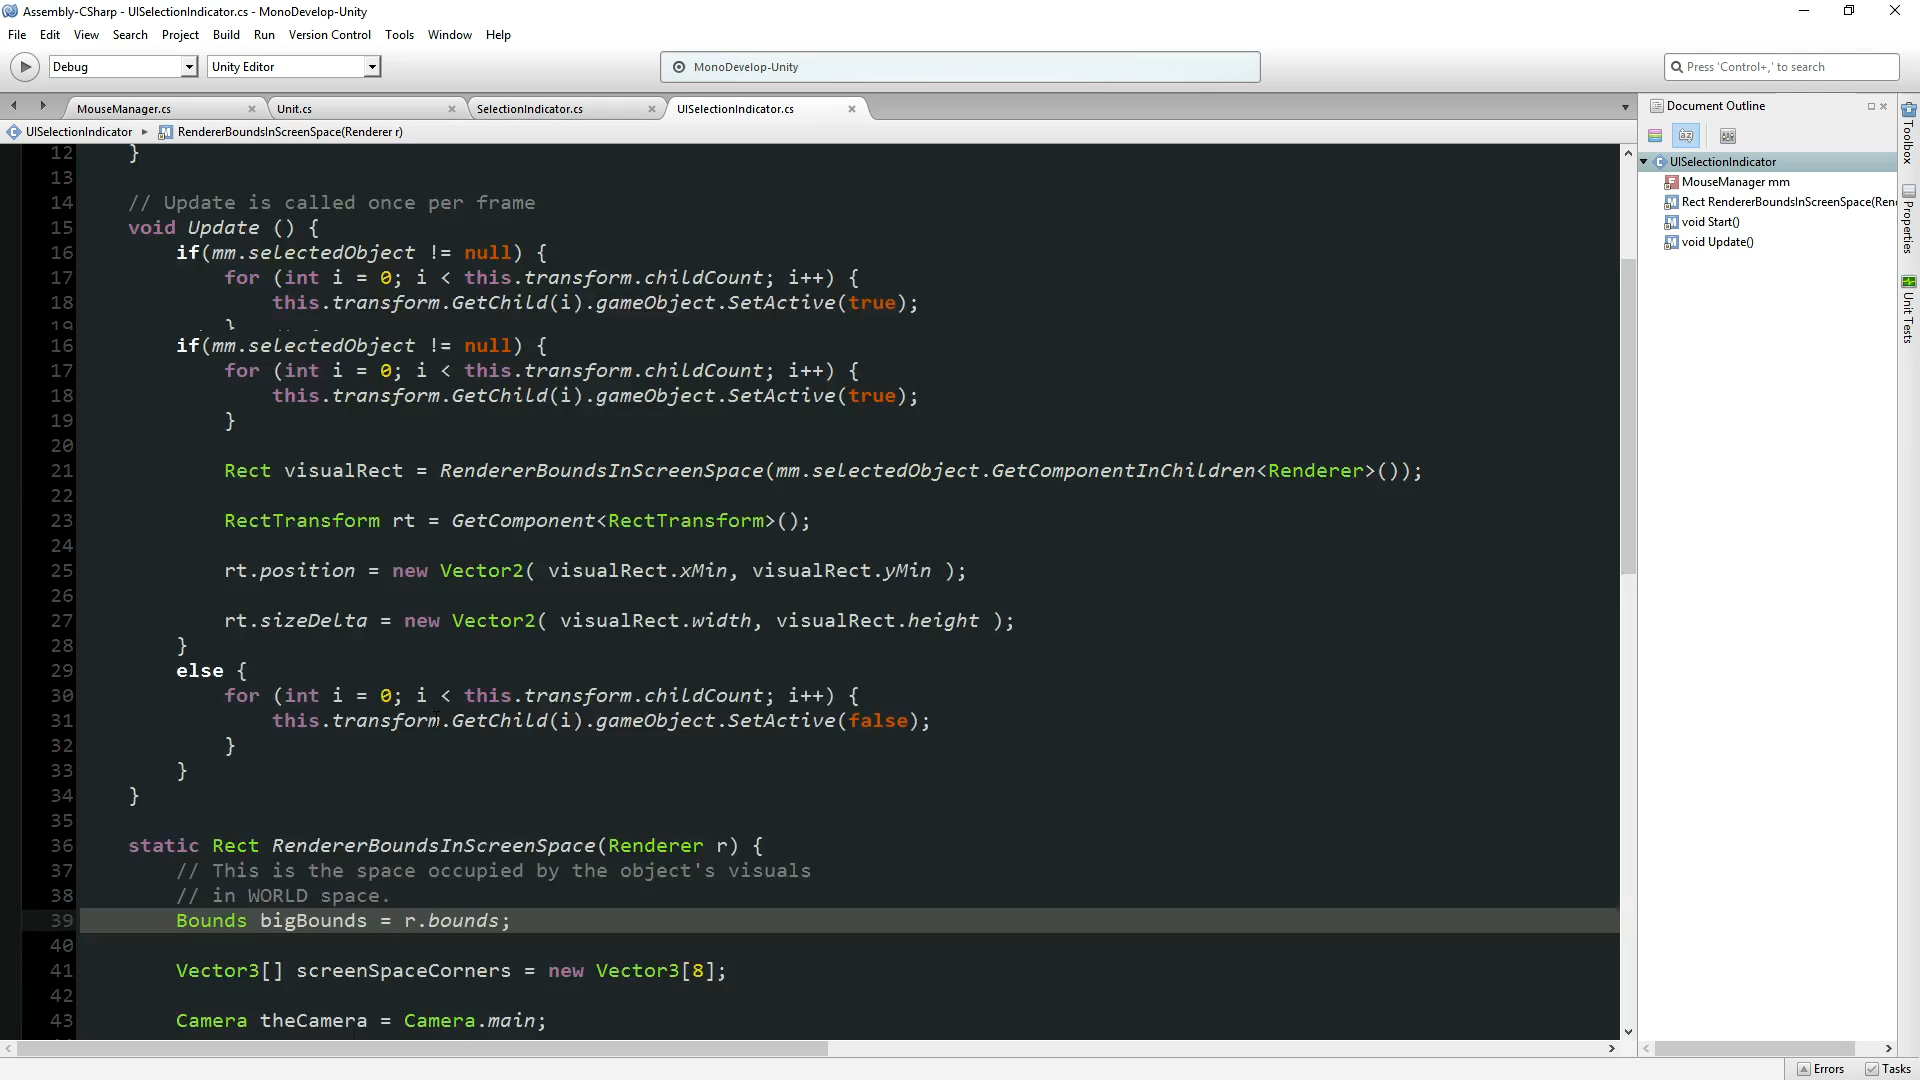 Assembly-CSharp - UISelectionIndicator.cs - MonoDevelop-Unity
File Edit View Search Project Build Run Version Control Tools Window Help
Debug Unity Editor MonoDevelop-Unity Press 'Control+,' to search
MouseManager.cs Unit.cs SelectionIndicator.cs UISelectionIndicator.cs
UISelectionIndicator RendererBoundsInScreenSpace(Renderer r)
12 }
13
14 // Update is called once per frame
15 void Update () {
16 if(mm.selectedObject != null) {
17 for (int i = 0; i < this.transform.childCount; i++) {
18 this.transform.GetChild(i).gameObject.SetActive(true);
19 }
16 if(mm.selectedObject != null) {
17 for (int i = 0; i < this.transform.childCount; i++) {
18 this.transform.GetChild(i).gameObject.SetActive(true);
19 }
20
21 Rect visualRect = RendererBoundsInScreenSpace(mm.selectedObject.GetComponentInChildren<Renderer>());
22
23 RectTransform rt = GetComponent<RectTransform>();
24
25 rt.position = new Vector2( visualRect.xMin, visualRect.yMin );
26
27 rt.sizeDelta = new Vector2( visualRect.width, visualRect.height );
28 }
29 else {
30 for (int i = 0; i < this.transform.childCount; i++) {
31 this.transform.GetChild(i).gameObject.SetActive(false);
32 }
33 }
34 }
35
36 static Rect RendererBoundsInScreenSpace(Renderer r) {
37 // This is the space occupied by the object's visuals
38 // in WORLD space.
39 Bounds bigBounds = r.bounds;
40
41 Vector3[] screenSpaceCorners = new Vector3[8];
42
43 Camera theCamera = Camera.main;
Document Outline
UISelectionIndicator
MouseManager mm
Rect RendererBoundsInScreenSpace(Ren
void Start()
void Update()
Toolbox
Properties
Unit Tests
Errors Tasks